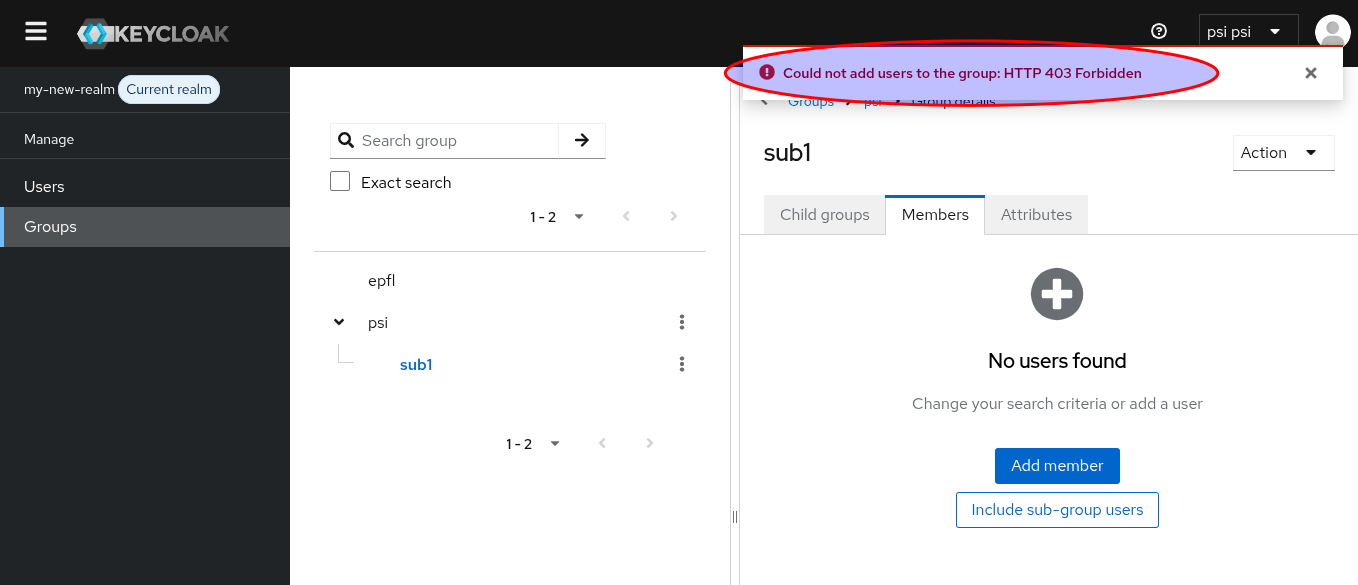 KEYCLOAK
psi psi
Could not add users to the group: HTTP 403 Forbidden
my-new-realm Current realm
Manage
Users
Groups
Search group
Exact search
1 - 2
epfl
psi
sub1
1 - 2
Groups psi Group details
sub1
Action
Child groups Members Attributes
No users found
Change your search criteria or add a user
Add member
Include sub-group users